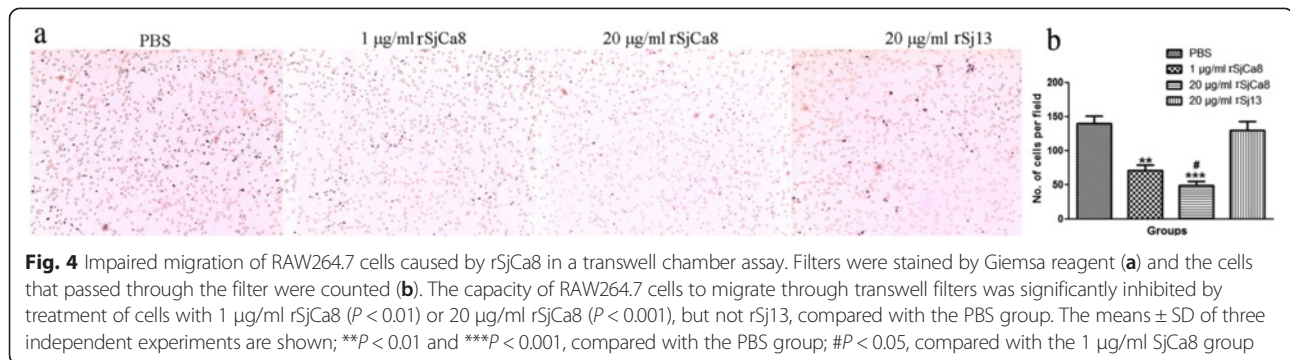 a
PBS
1 µg/ml rSjCa8
20 µg/ml rSjCa8
20 µg/ml rSj13
b
PBS
1 µg/ml rSjCa8
20 µg/ml rSjCa8
20 µg/ml rSj13
No. of cells per field
200
150
100
50
0
**
#
***
Groups
Fig. 4 Impaired migration of RAW264.7 cells caused by rSjCa8 in a transwell chamber assay. Filters were stained by Giemsa reagent (a) and the cells
that passed through the filter were counted (b). The capacity of RAW264.7 cells to migrate through transwell filters was significantly inhibited by
treatment of cells with 1 µg/ml rSjCa8 (P < 0.01) or 20 µg/ml rSjCa8 (P < 0.001), but not rSj13, compared with the PBS group. The means ± SD of three
independent experiments are shown; **P < 0.01 and ***P < 0.001, compared with the PBS group; #P < 0.05, compared with the 1 µg/ml SjCa8 group